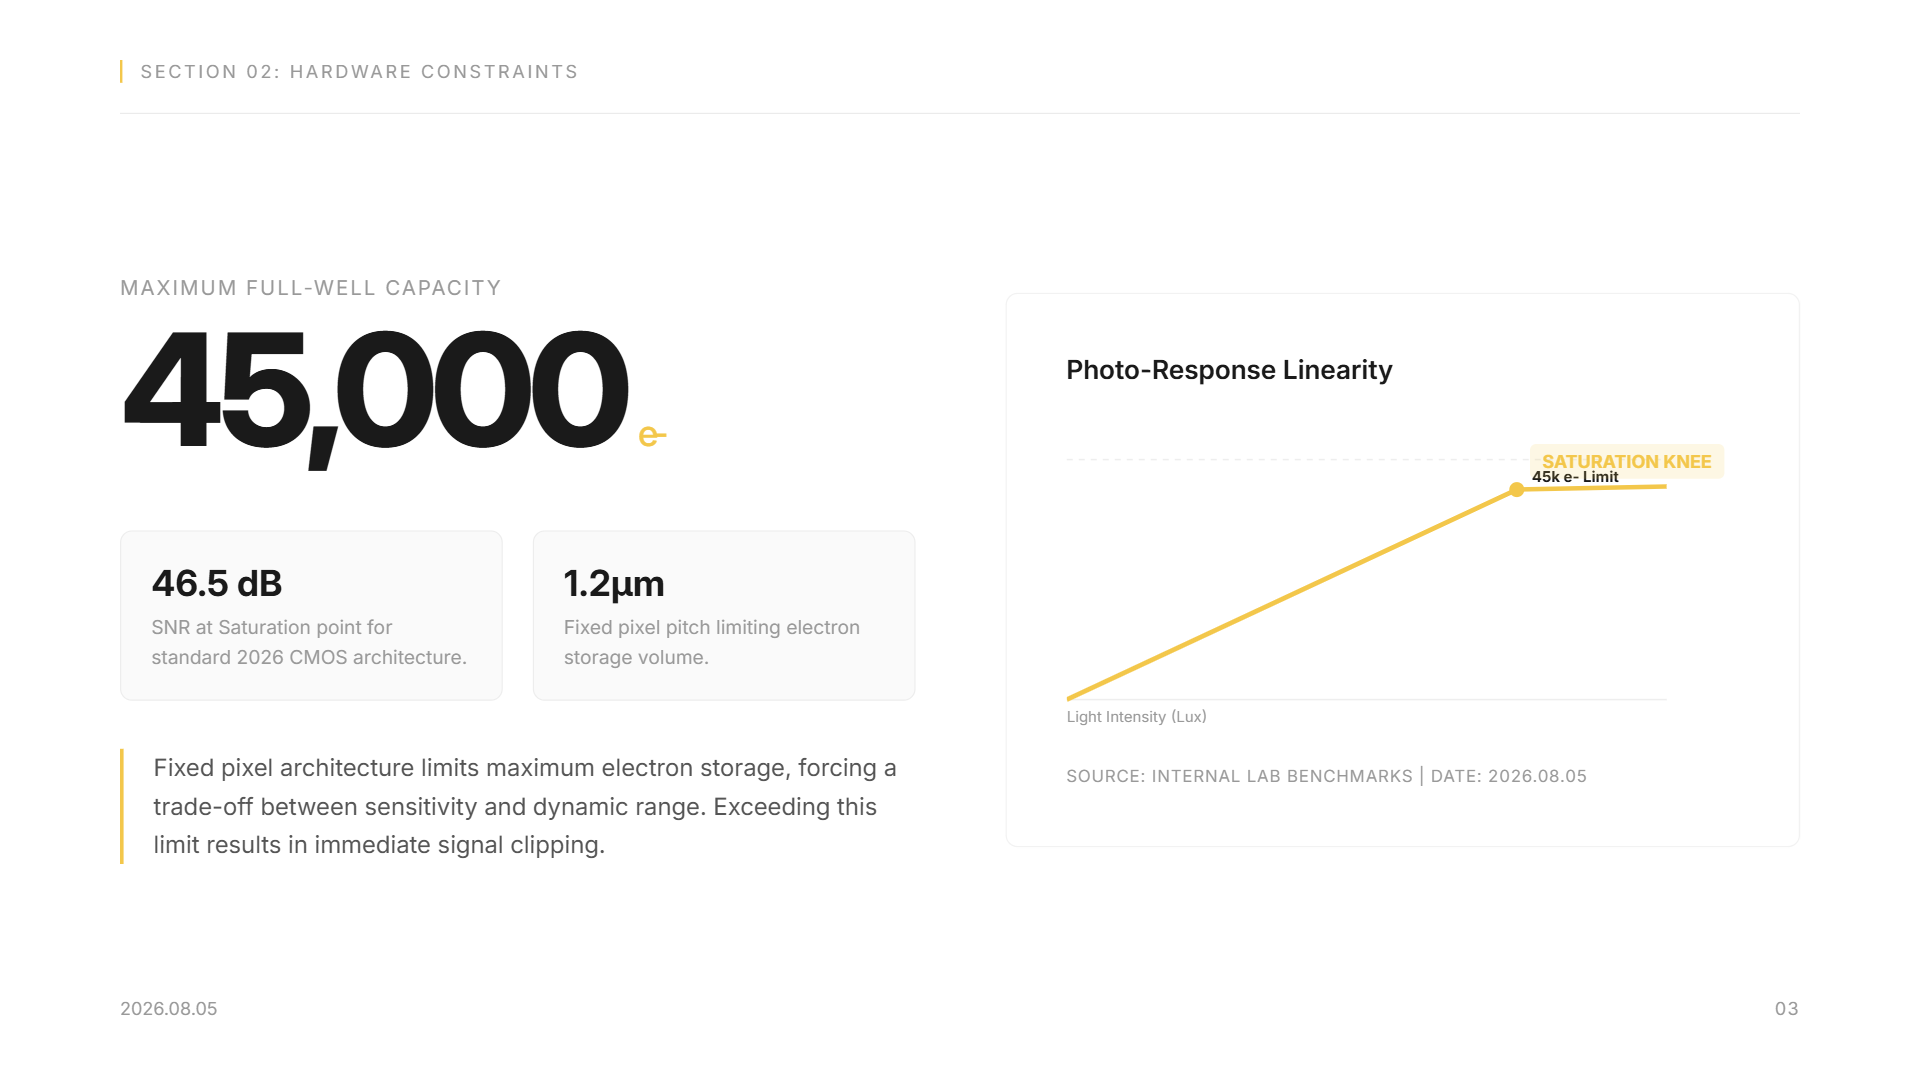 SECTION 02: HARDWARE CONSTRAINTS
MAXIMUM FULL-WELL CAPACITY
45,000 e-
46.5 dB
SNR at Saturation point for
standard 2026 CMOS architecture.
1.2μm
Fixed pixel pitch limiting electron
storage volume.
Fixed pixel architecture limits maximum electron storage, forcing a
trade-off between sensitivity and dynamic range. Exceeding this
limit results in immediate signal clipping.
Photo-Response Linearity
SATURATION KNEE
45k e- Limit
Light Intensity (Lux)
SOURCE: INTERNAL LAB BENCHMARKS | DATE: 2026.08.05
2026.08.05
03